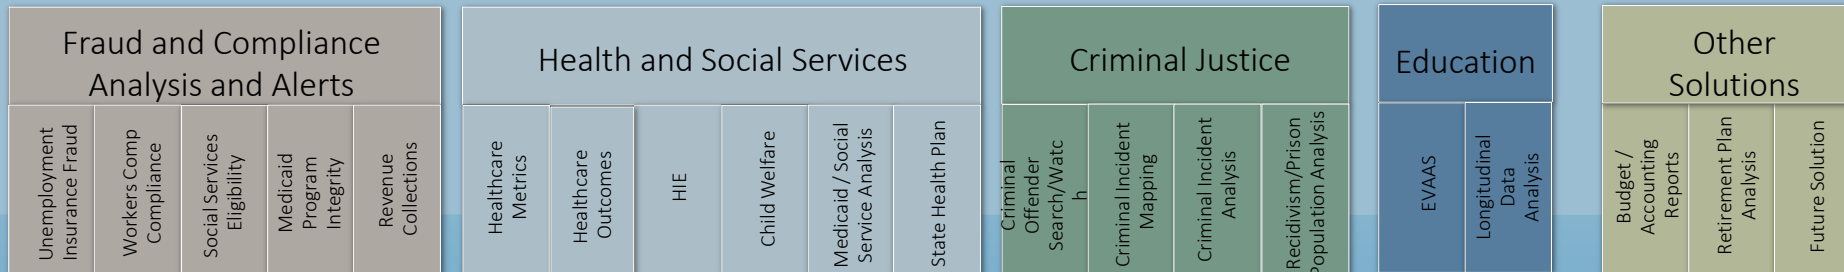 Fraud and Compliance
Analysis and Alerts
Unemployment
Insurance Fraud
Workers Comp
Compliance
Social Services
Eligibility
Medicaid
Program
Integrity
Revenue
Collections
Health and Social Services
Healthcare
Metrics
Healthcare
Outcomes
HIE
Child Welfare
Medicaid / Social
Service Analysis
State Health Plan
Criminal Justice
Criminal
Offender
Search/Watc
h
Criminal Incident
Mapping
Criminal Incident
Analysis
Recidivism/Prison
Population Analysis
Education
EVAAS
Longitudinal
Data
Analysis
Other
Solutions
Budget /
Accounting
Reports
Retirement Plan
Analysis
Future Solution